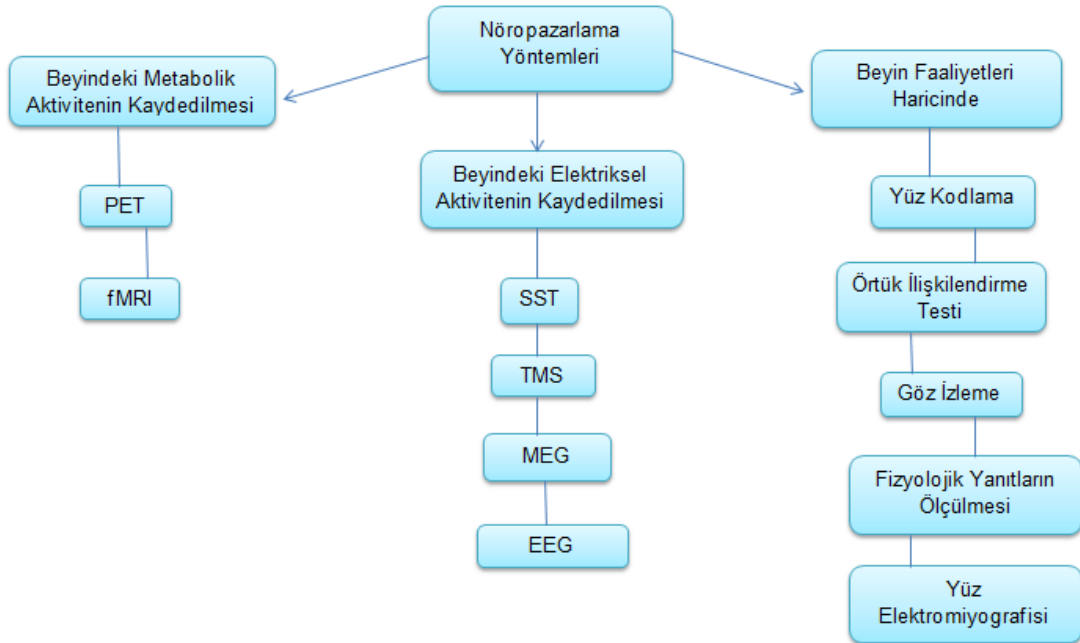 Nöropazarlama
Yöntemleri
Beyindeki Metabolik
Aktivitenin Kaydedilmesi
PET
fMRI
Beyindeki Elektriksel
Aktivitenin Kaydedilmesi
SST
TMS
MEG
EEG
Beyin Faaliyetleri
Haricinde
Yüz Kodlama
Örtük İlişkilendirme
Testi
Göz İzleme
Fizyolojik Yanıtların
Ölçülmesi
Yüz
Elektromiyografisi